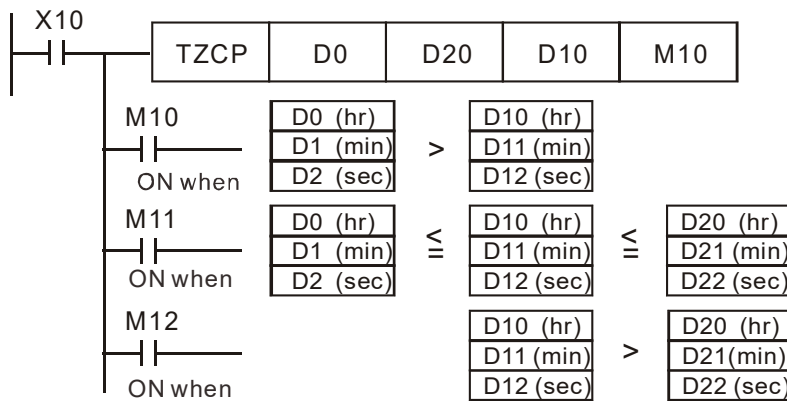 X10
TZCP D0 D20 D10 M10
M10
ON when
D0 (hr) D10 (hr)
D1 (min) > D11 (min)
D2 (sec) D12 (sec)
M11
ON when
D0 (hr) D10 (hr) D20 (hr)
D1 (min) ≦ D11 (min) ≦ D21 (min)
D2 (sec) D12 (sec) D22 (sec)
M12
ON when
D10 (hr) D20 (hr)
D11 (min) > D21(min)
D12 (sec) D22 (sec)